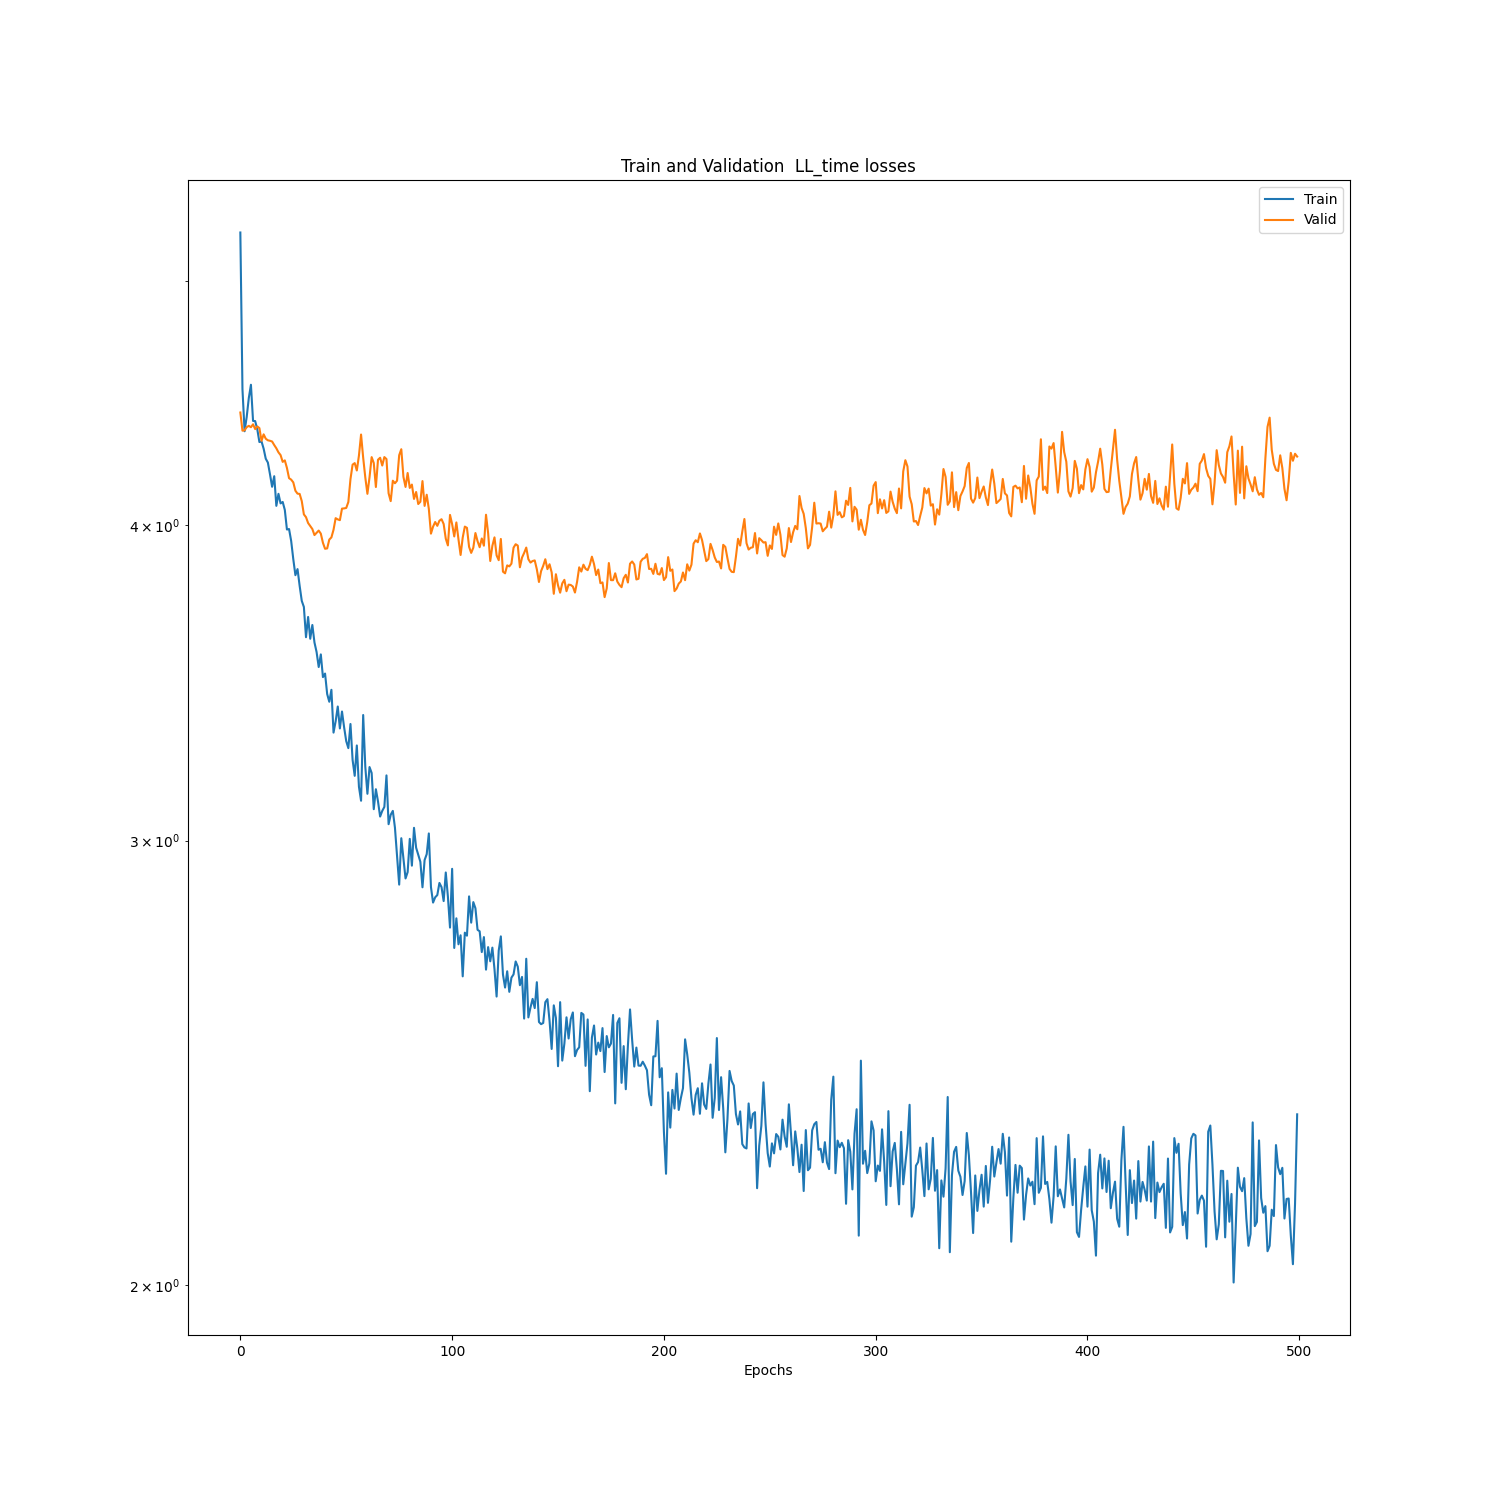 Train and Validation  LL_time losses
Train
Valid
4 × 10⁰
3 × 10⁰
2 × 10⁰
0 100 200 300 400 500
Epochs